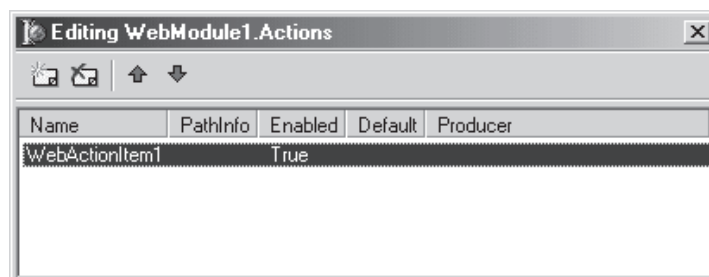 Editing WebModule1.Actions
Name PathInfo Enabled Default Producer
WebActionItem1 True